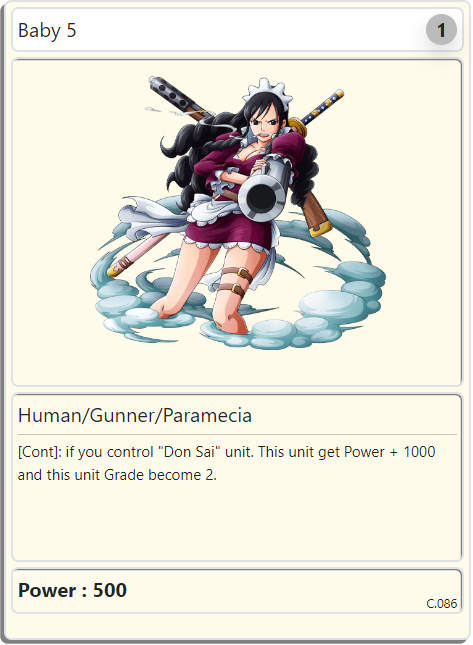 Baby 5
1
Human/Gunner/Paramecia
[Cont]: if you control "Don Sai" unit. This unit get Power + 1000
and this unit Grade become 2.
Power : 500
C.086